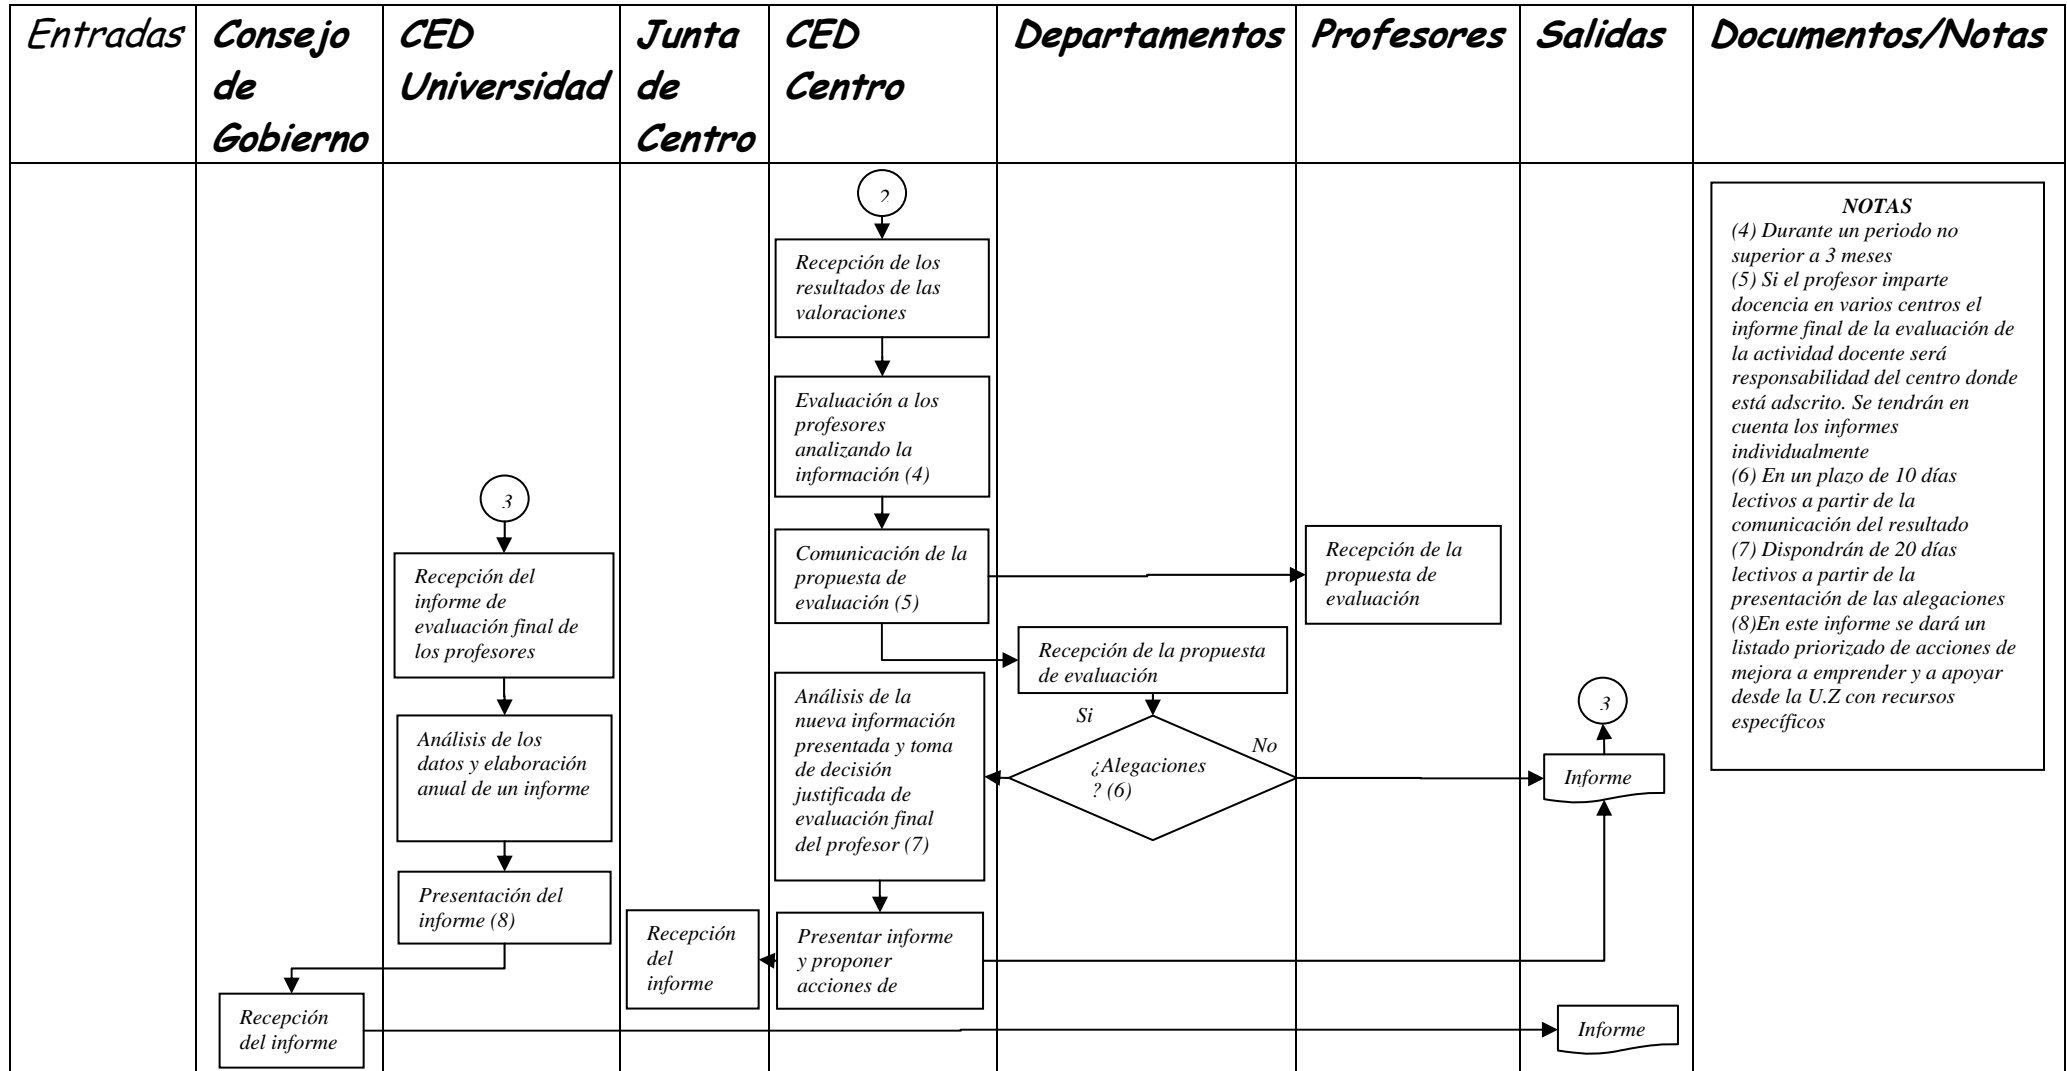 Entradas
Consejo
de
Gobierno
CED
Universidad
Junta
de
Centro
CED
Centro
Departamentos
Profesores
Salidas
Documentos/Notas
2
Recepción de los
resultados de las
valoraciones
Evaluación a los
profesores
analizando la
información (4)
Comunicación de la
propuesta de
evaluación (5)
Recepción de la
propuesta de
evaluación
Recepción de la propuesta
de evaluación
Si
No
¿Alegaciones
? (6)
Análisis de la
nueva información
presentada y toma
de decisión
justificada de
evaluación final
del profesor (7)
Presentar informe
y proponer
acciones de
Recepción
del
informe
3
Informe
3
Recepción del
informe de
evaluación final de
los profesores
Análisis de los
datos y elaboración
anual de un informe
Presentación del
informe (8)
Recepción
del informe
Informe
NOTAS
(4) Durante un periodo no
superior a 3 meses
(5) Si el profesor imparte
docencia en varios centros el
informe final de la evaluación de
la actividad docente será
responsabilidad del centro donde
está adscrito. Se tendrán en
cuenta los informes
individualmente
(6) En un plazo de 10 días
lectivos a partir de la
comunicación del resultado
(7) Dispondrán de 20 días
lectivos a partir de la
presentación de las alegaciones
(8)En este informe se dará un
listado priorizado de acciones de
mejora a emprender y a apoyar
desde la U.Z con recursos
específicos